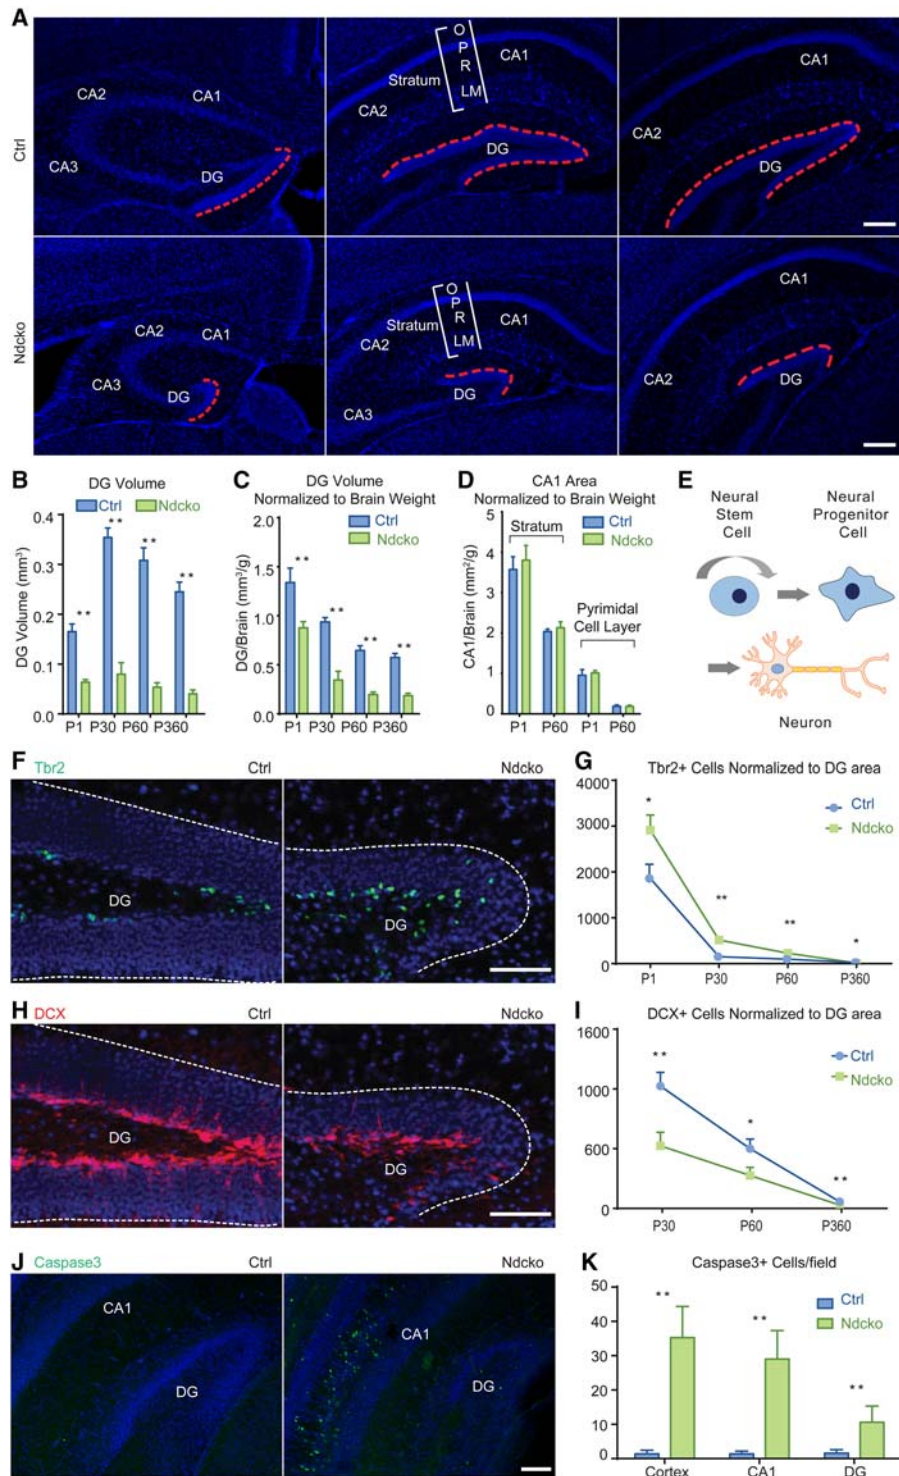 A
Ctrl
CA2
CA1
CA3
DG
Stratum
O
P
R
LM
CA1
CA2
DG
CA1
CA2
DG
Ndcko
CA2
CA1
CA3
DG
Stratum
O
P
R
LM
CA1
CA2
CA3
DG
CA1
CA2
DG
B
DG Volume
Ctrl
Ndcko
DG Volume (mm³)
0.4
0.3
0.2
0.1
0.0
**
**
**
**
P1 P30 P60 P360
C
DG Volume
Normalized to Brain Weight
Ctrl
Ndcko
DG/Brain (mm³/g)
2.0
1.5
1.0
0.5
0.0
**
**
**
**
P1 P30 P60 P360
D
CA1 Area
Normalized to Brain Weight
Stratum
Ctrl
Ndcko
Pyrimidal
Cell Layer
CA1/Brain (mm²/g)
6
4
2
1
0
P1 P60 P1 P60
E
Neural
Stem
Cell
Neural
Progenitor
Cell
Neuron
F
Tbr2
Ctrl
Ndcko
DG
DG
G
Tbr2+ Cells Normalized to DG area
Ctrl
Ndcko
3000
2000
1000
0
*
**
**
*
P1 P30 P60 P360
H
DCX
Ctrl
Ndcko
DG
DG
I
DCX+ Cells Normalized to DG area
Ctrl
Ndcko
1600
1000
600
0
**
*
**
P30 P60 P360
J
Caspase3
Ctrl
Ndcko
CA1
DG
CA1
DG
K
Caspase3+ Cells/field
Ctrl
Ndcko
50
40
30
20
10
0
**
**
**
Cortex CA1 DG